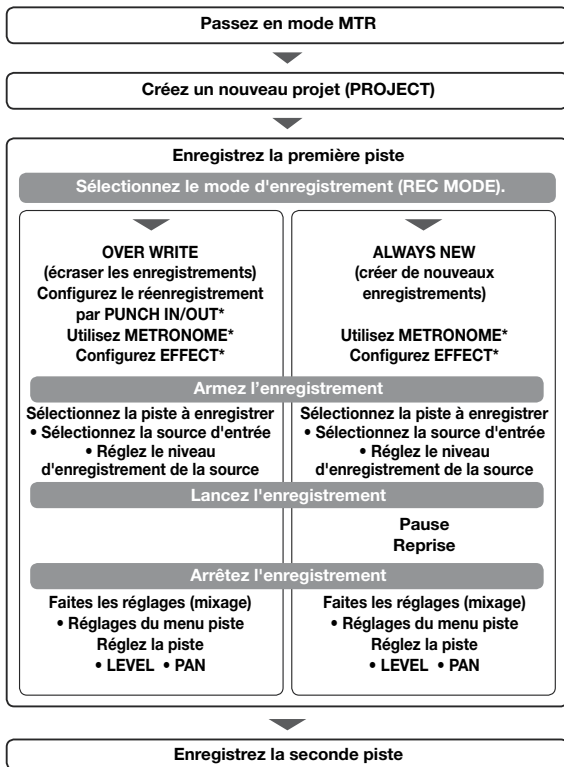 Passez en mode MTR
Créez un nouveau projet (PROJECT)
Enregistrez la première piste
Sélectionnez le mode d'enregistrement (REC MODE).
OVER WRITE
(écraser les enregistrements)
Configurez le réenregistrement
par PUNCH IN/OUT*
Utilisez METRONOME*
Configurez EFFECT*
ALWAYS NEW
(créer de nouveaux
enregistrements)
Utilisez METRONOME*
Configurez EFFECT*
Armez l’enregistrement
Sélectionnez la piste à enregistrer
• Sélectionnez la source d'entrée
• Réglez le niveau
d'enregistrement de la source
Sélectionnez la piste à enregistrer
• Sélectionnez la source d'entrée
• Réglez le niveau
d'enregistrement de la source
Lancez l'enregistrement
Pause
Reprise
Arrêtez l'enregistrement
Faites les réglages (mixage)
• Réglages du menu piste
Réglez la piste
• LEVEL • PAN
Faites les réglages (mixage)
• Réglages du menu piste
Réglez la piste
• LEVEL • PAN
Enregistrez la seconde piste